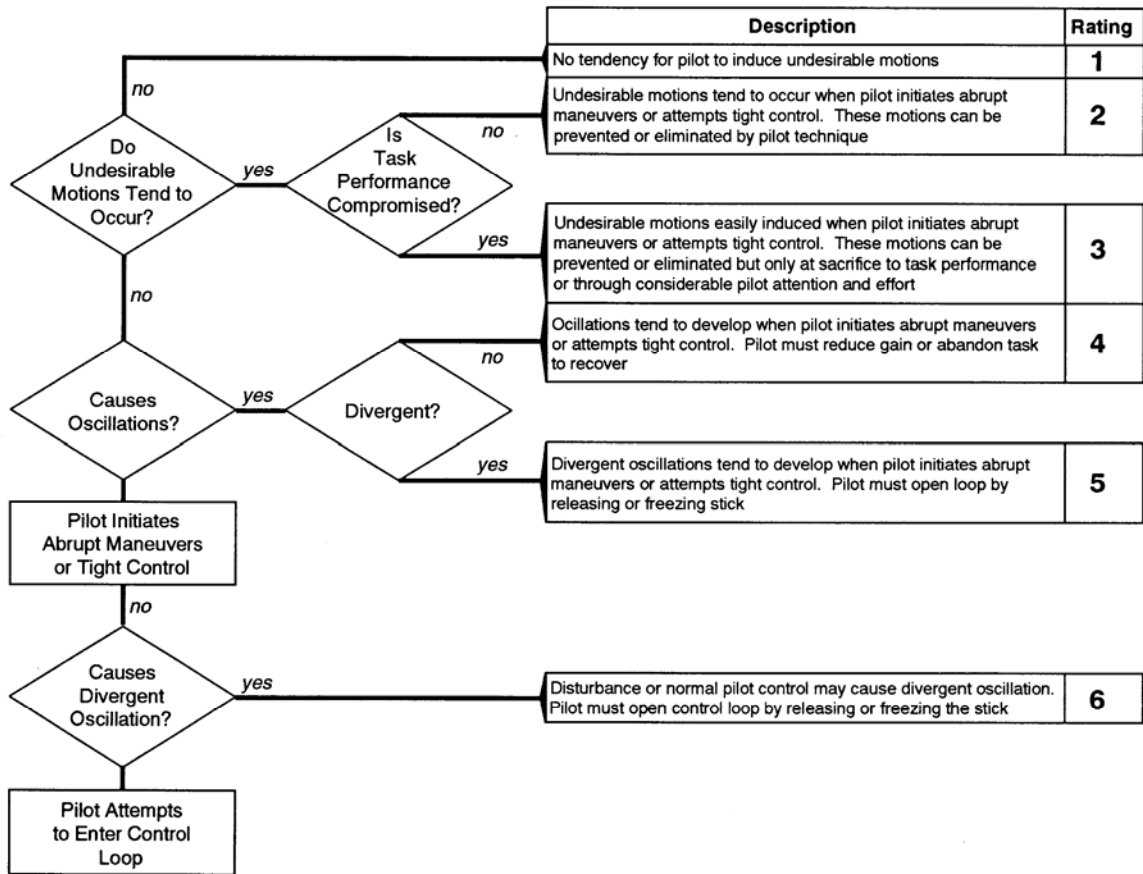 Description
Rating
No tendency for pilot to induce undesirable motions
1
no
Undesirable motions tend to occur when pilot initiates abrupt
maneuvers or attempts tight control. These motions can be
prevented or eliminated by pilot technique
2
Do
Undesirable
Motions Tend to
Occur?
yes
Is
Task
Performance
Compromised?
no
yes
Undesirable motions easily induced when pilot initiates abrupt
maneuvers or attempts tight control. These motions can be
prevented or eliminated but only at sacrifice to task performance
or through considerable pilot attention and effort
3
no
Ocillations tend to develop when pilot initiates abrupt maneuvers
or attempts tight control. Pilot must reduce gain or abandon task
to recover
4
Causes
Oscillations?
yes
Divergent?
no
yes
Divergent oscillations tend to develop when pilot initiates abrupt
maneuvers or attempts tight control. Pilot must open loop by
releasing or freezing stick
5
Pilot Initiates
Abrupt Maneuvers
or Tight Control
no
Causes
Divergent
Oscillation?
yes
Disturbance or normal pilot control may cause divergent oscillation.
Pilot must open control loop by releasing or freezing the stick
6
Pilot Attempts
to Enter Control
Loop